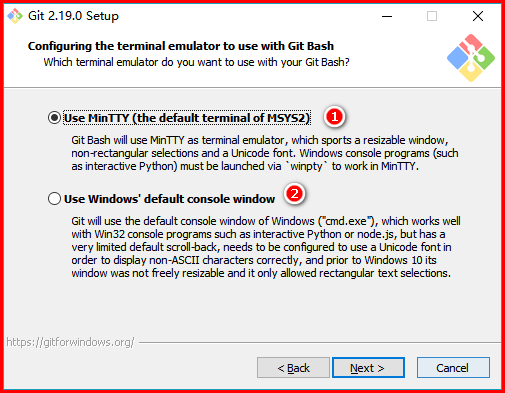 Git 2.19.0 Setup
Configuring the terminal emulator to use with Git Bash
Which terminal emulator do you want to use with your Git Bash?
Use MinTTY (the default terminal of MSYS2)
1
Git Bash will use MinTTY as terminal emulator, which sports a resizable window,
non-rectangular selections and a Unicode font. Windows console programs (such
as interactive Python) must be launched via `winpty` to work in MinTTY.
Use Windows' default console window
2
Git will use the default console window of Windows ("cmd.exe"), which works well
with Win32 console programs such as interactive Python or node.js, but has a
very limited default scroll-back, needs to be configured to use a Unicode font in
order to display non-ASCII characters correctly, and prior to Windows 10 its
window was not freely resizable and it only allowed rectangular text selections.
https://gitforwindows.org/
< Back
Next >
Cancel